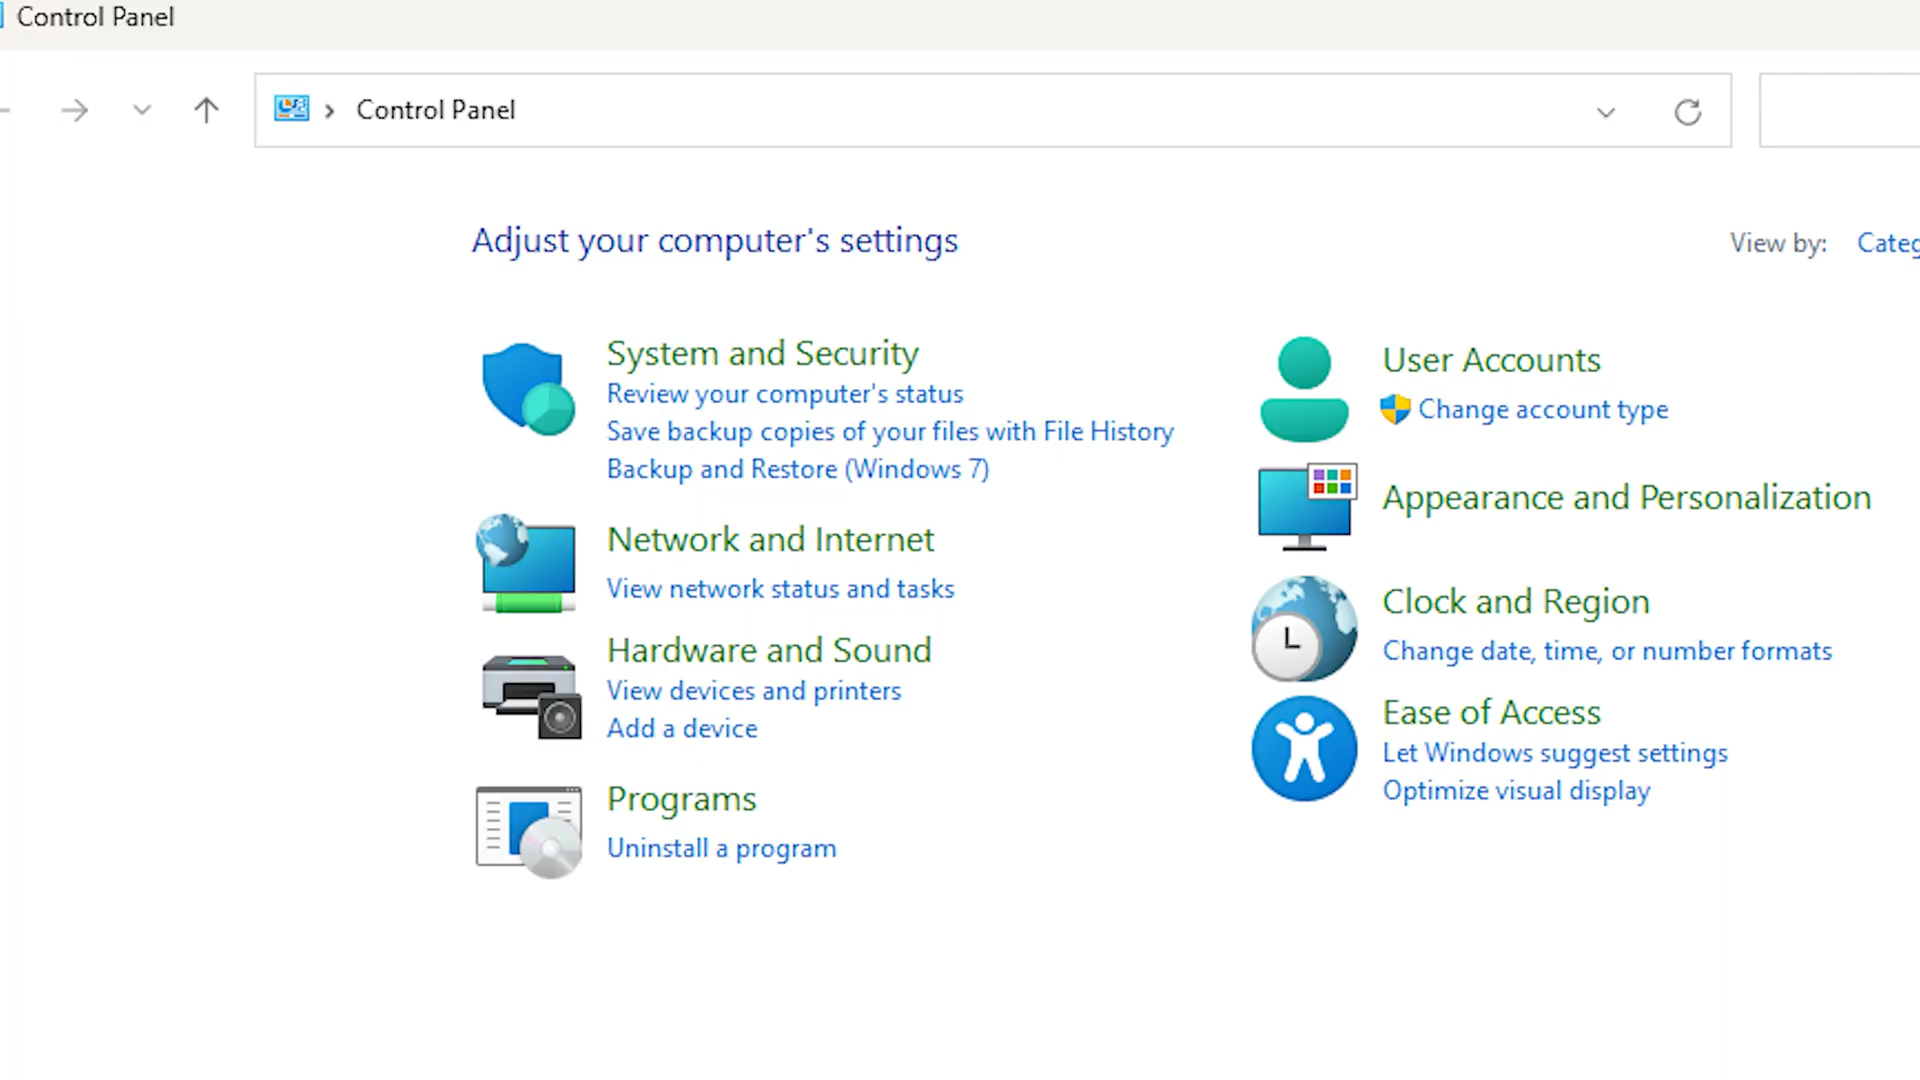 Control Panel
Control Panel
Adjust your computer's settings
View by:
System and Security
Review your computer's status
Save backup copies of your files with File History
Backup and Restore (Windows 7)
Network and Internet
View network status and tasks
Hardware and Sound
View devices and printers
Add a device
Programs
Uninstall a program
User Accounts
Change account type
Appearance and Personalization
Clock and Region
Change date, time, or number formats
Ease of Access
Let Windows suggest settings
Optimize visual display